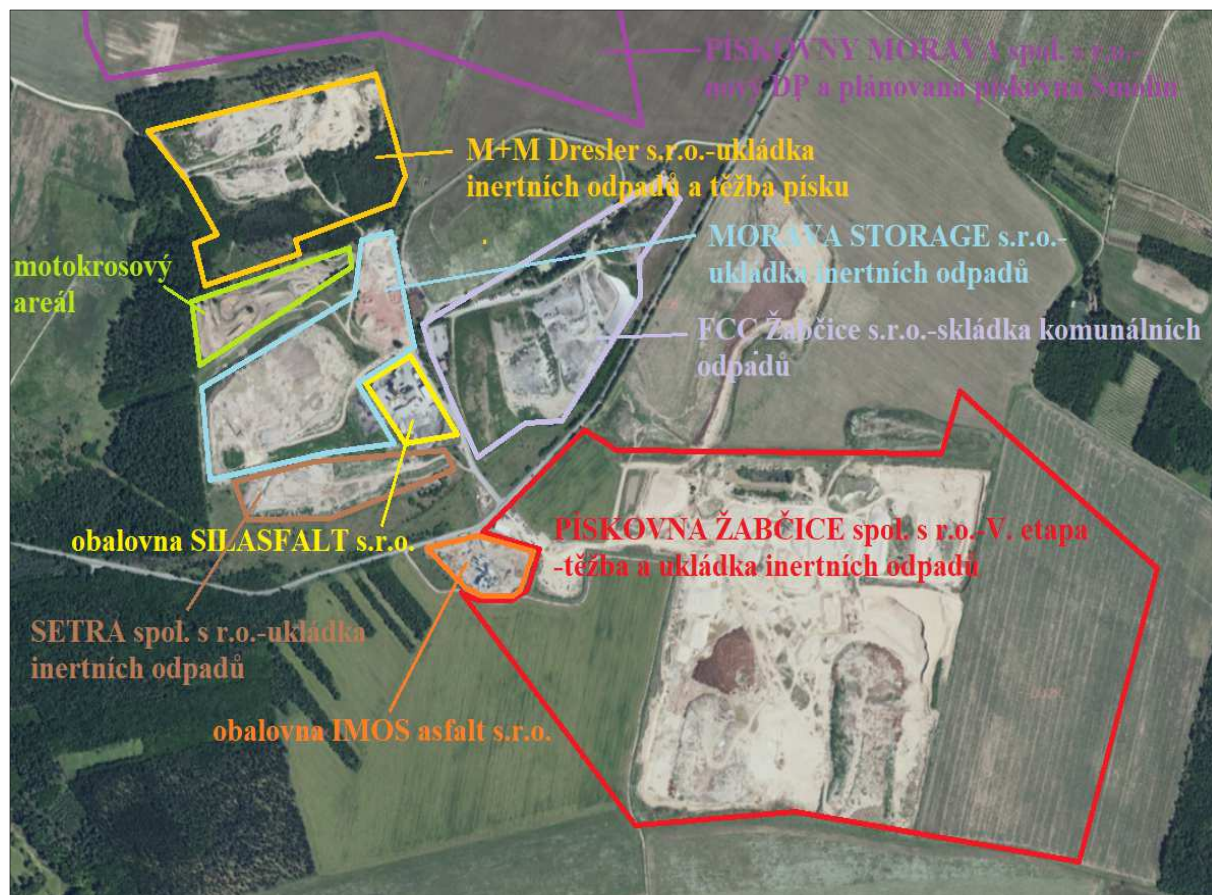 PÍSKOVNY MORAVA spol. s r.o.-
nový DP a plánovaná pískovna Smolín
M+M Dresler s.r.o.-ukládka
inertních odpadů a těžba písku
MORAVA STORAGE s.r.o.-
ukládka inertních odpadů
motokrosový
areál
FCC Žabčice s.r.o.-skládka komunálních
odpadů
PÍSKOVNA ŽABČICE spol. s r.o.-V. etapa
-těžba a ukládka inertních odpadů
obalovna SILASFALT s.r.o.
SETRA spol. s r.o.-ukládka
inertních odpadů
obalovna IMOS asfalt s.r.o.